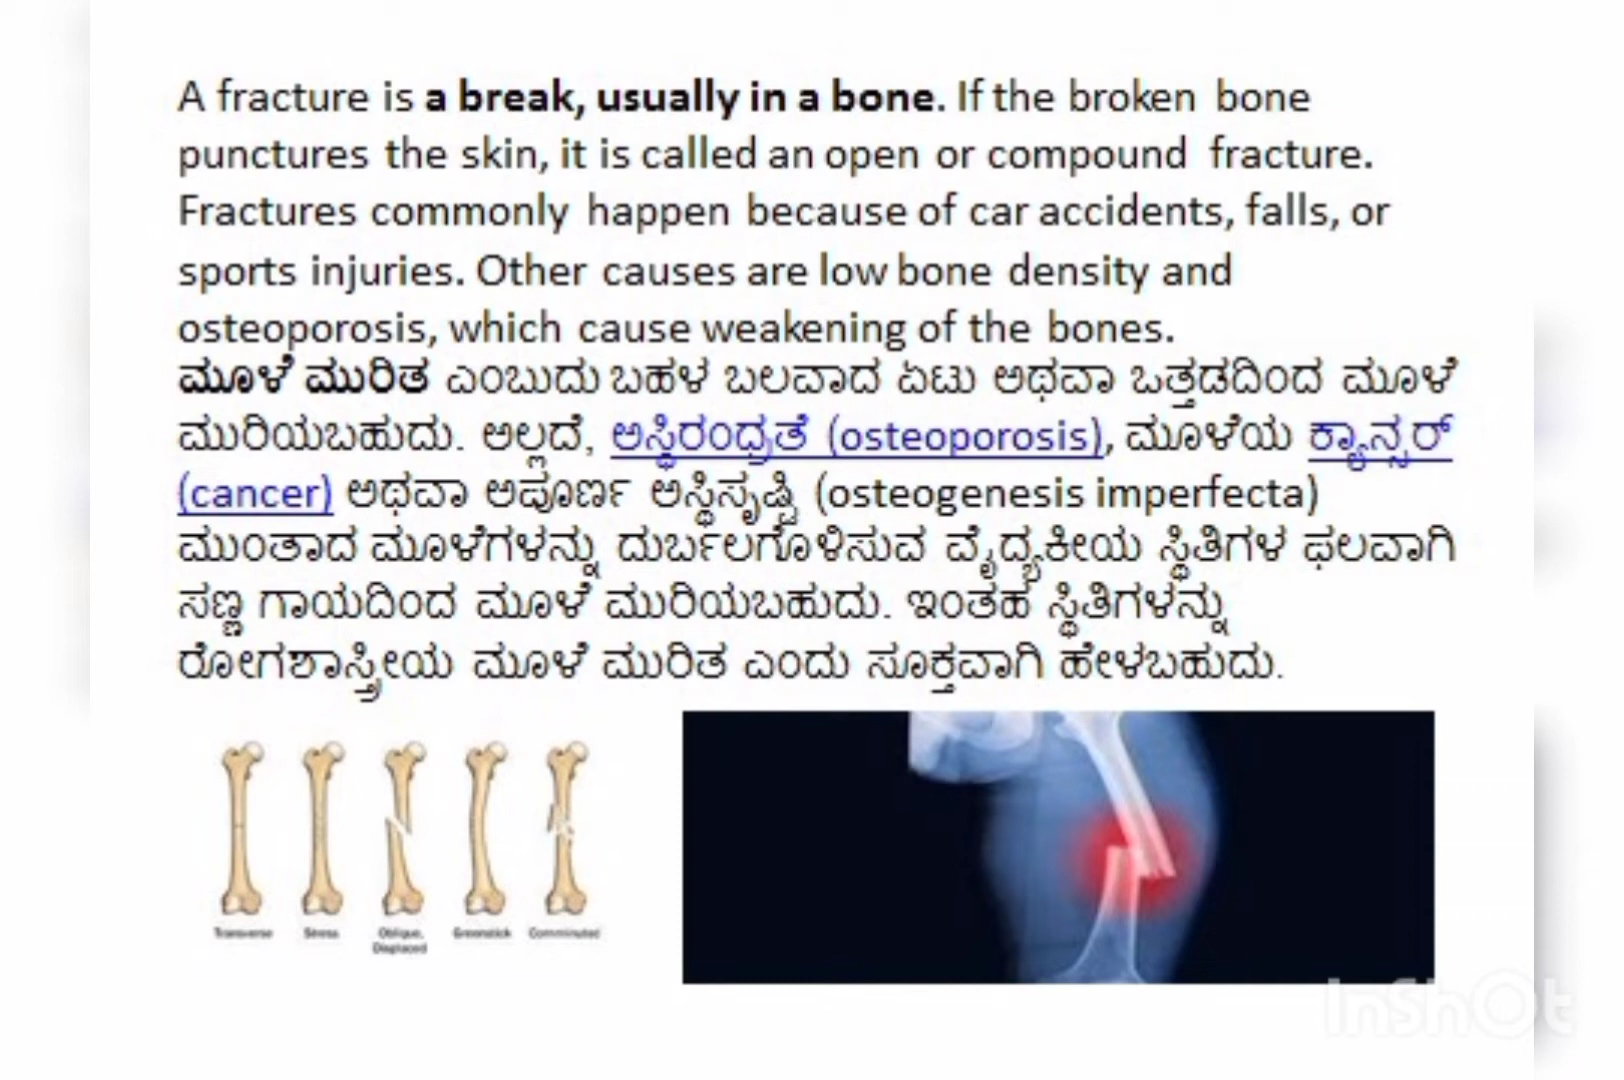 A fracture is a break, usually in a bone. If the broken bone
punctures the skin, it is called an open or compound fracture.
Fractures commonly happen because of car accidents, falls, or
sports injuries. Other causes are low bone density and
osteoporosis, which cause weakening of the bones.
ಮೂಳೆ ಮುರಿತ ಎಂಬುದು ಬಹಳ ಬಲವಾದ ಏಟು ಅಥವಾ ಒತ್ತಡದಿಂದ ಮೂಳೆ
ಮುರಿಯಬಹುದು. ಅಲ್ಲದೆ, ಅಸ್ಥಿರಂಧ್ರತೆ (osteoporosis), ಮೂಳೆಯ ಕ್ಯಾನ್ಸರ್
(cancer) ಅಥವಾ ಅಪೂರ್ಣ ಅಸ್ಥಿಸೃಷ್ಟಿ (osteogenesis imperfecta)
ಮುಂತಾದ ಮೂಳೆಗಳನ್ನು ದುರ್ಬಲಗೊಳಿಸುವ ವೈದ್ಯಕೀಯ ಸ್ಥಿತಿಗಳ ಫಲವಾಗಿ
ಸಣ್ಣ ಗಾಯದಿಂದ ಮೂಳೆ ಮುರಿಯಬಹುದು. ಇಂತಹ ಸ್ಥಿತಿಗಳನ್ನು
ರೋಗಶಾಸ್ತ್ರೀಯ ಮೂಳೆ ಮುರಿತ ಎಂದು ಸೂಕ್ತವಾಗಿ ಹೇಳಬಹುದು.
Transverse Stress Oblique, Greenstick Comminuted
Displaced
InShOt